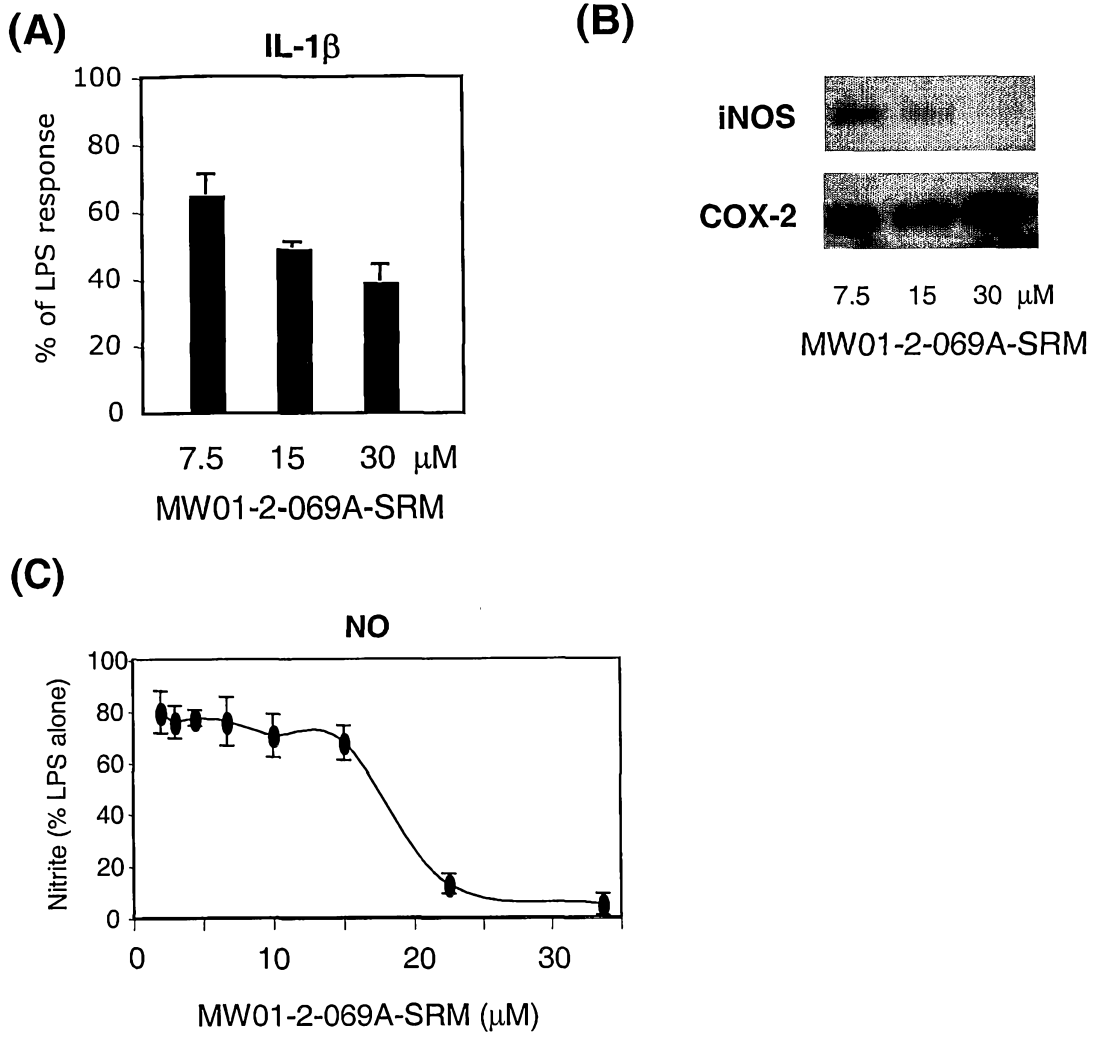 (A)
IL-1β
100
80
60
40
20
0
% of LPS response
7.5 15 30 μM
MW01-2-069A-SRM
(B)
iNOS
COX-2
7.5 15 30 μM
MW01-2-069A-SRM
(C)
NO
100
80
60
40
20
0
Nitrite (% LPS alone)
0 10 20 30
MW01-2-069A-SRM (μM)